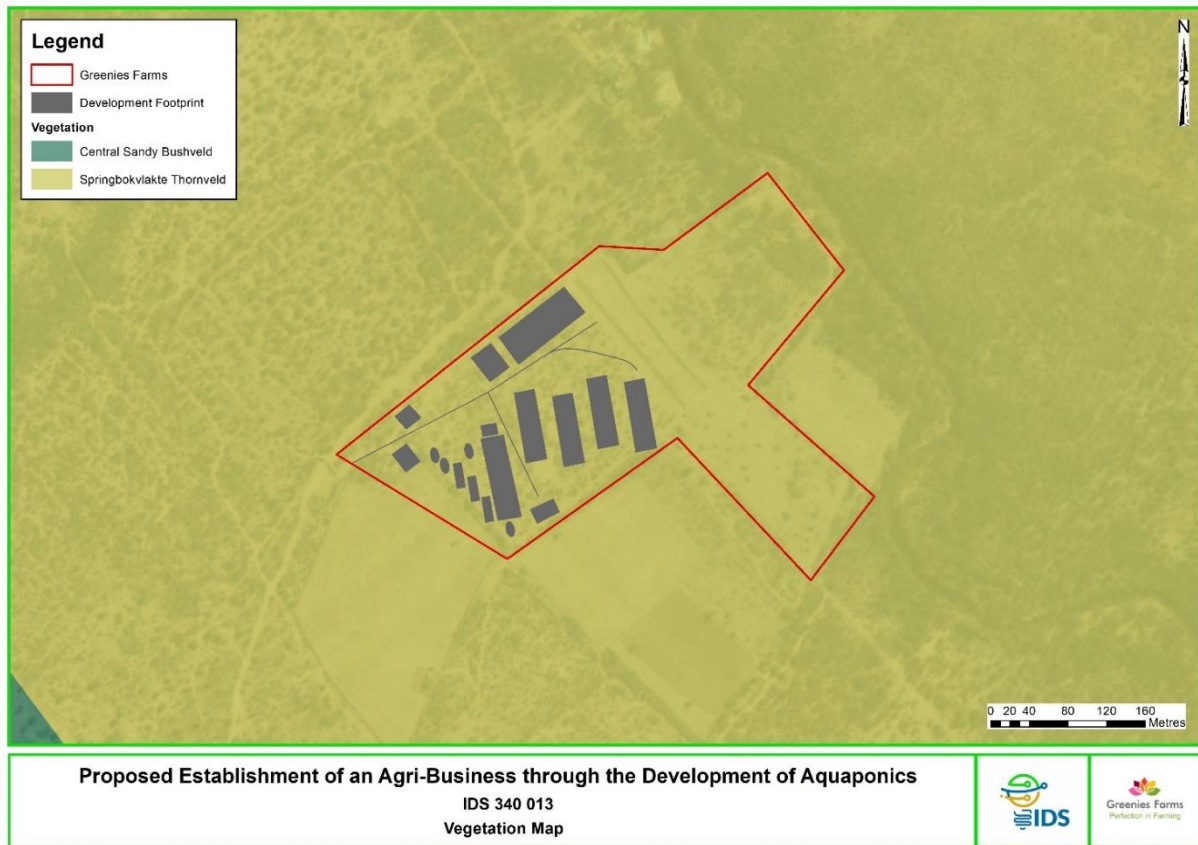 Legend
Greenies Farms
Development Footprint
Vegetation
Central Sandy Bushveld
Springbokvlakte Thornveld
N
0 20 40 80 120 160
Metres
Proposed Establishment of an Agri-Business through the Development of Aquaponics
IDS 340 013
Vegetation Map
IDS
Greenies Farms
Perfection in Farming